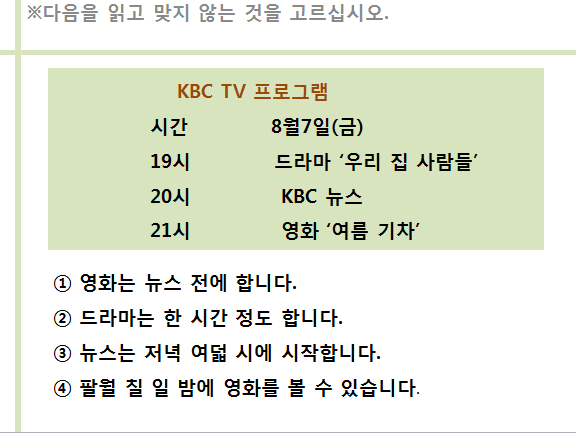 ※다음을 읽고 맞지 않는 것을 고르십시오.
KBC TV 프로그램
시간 8월7일(금)
19시 드라마 ‘우리 집 사람들’
20시 KBC 뉴스
21시 영화 ‘여름 기차’
① 영화는 뉴스 전에 합니다.
② 드라마는 한 시간 정도 합니다.
③ 뉴스는 저녁 여덟 시에 시작합니다.
④ 팔월 칠 일 밤에 영화를 볼 수 있습니다.